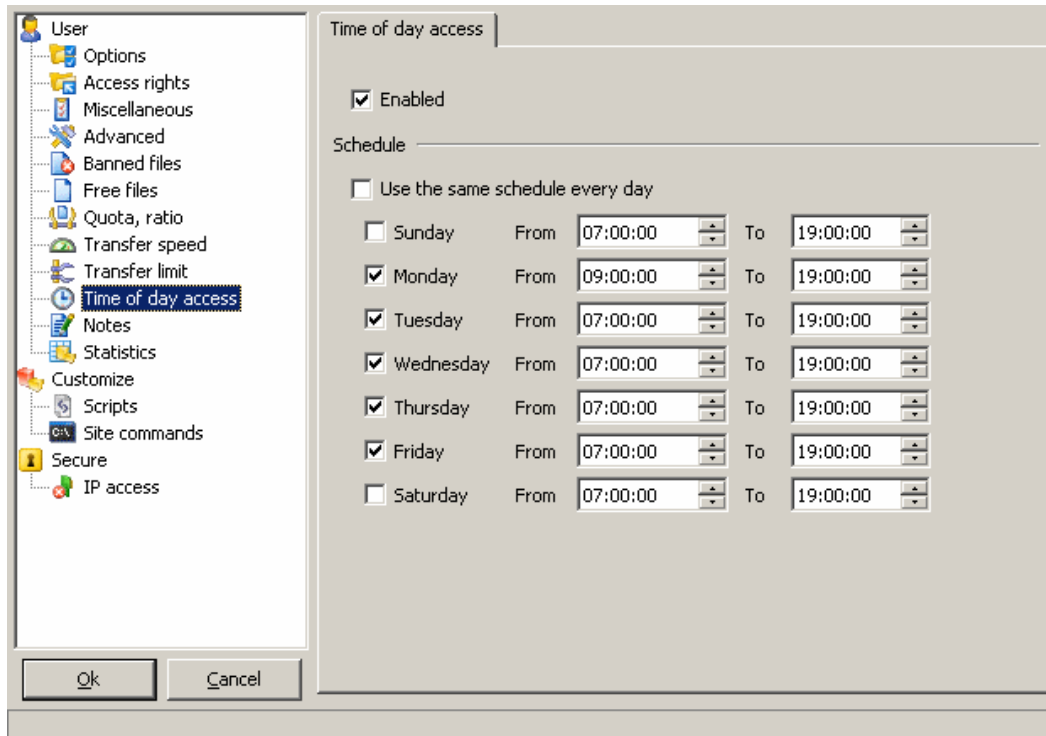 User
Options
Access rights
Miscellaneous
Advanced
Banned files
Free files
Quota, ratio
Transfer speed
Transfer limit
Time of day access
Notes
Statistics
Customize
Scripts
Site commands
Secure
IP access
Ok Cancel
Time of day access
Enabled
Schedule
Use the same schedule every day
Sunday From 07:00:00 To 19:00:00
Monday From 09:00:00 To 19:00:00
Tuesday From 07:00:00 To 19:00:00
Wednesday From 07:00:00 To 19:00:00
Thursday From 07:00:00 To 19:00:00
Friday From 07:00:00 To 19:00:00
Saturday From 07:00:00 To 19:00:00